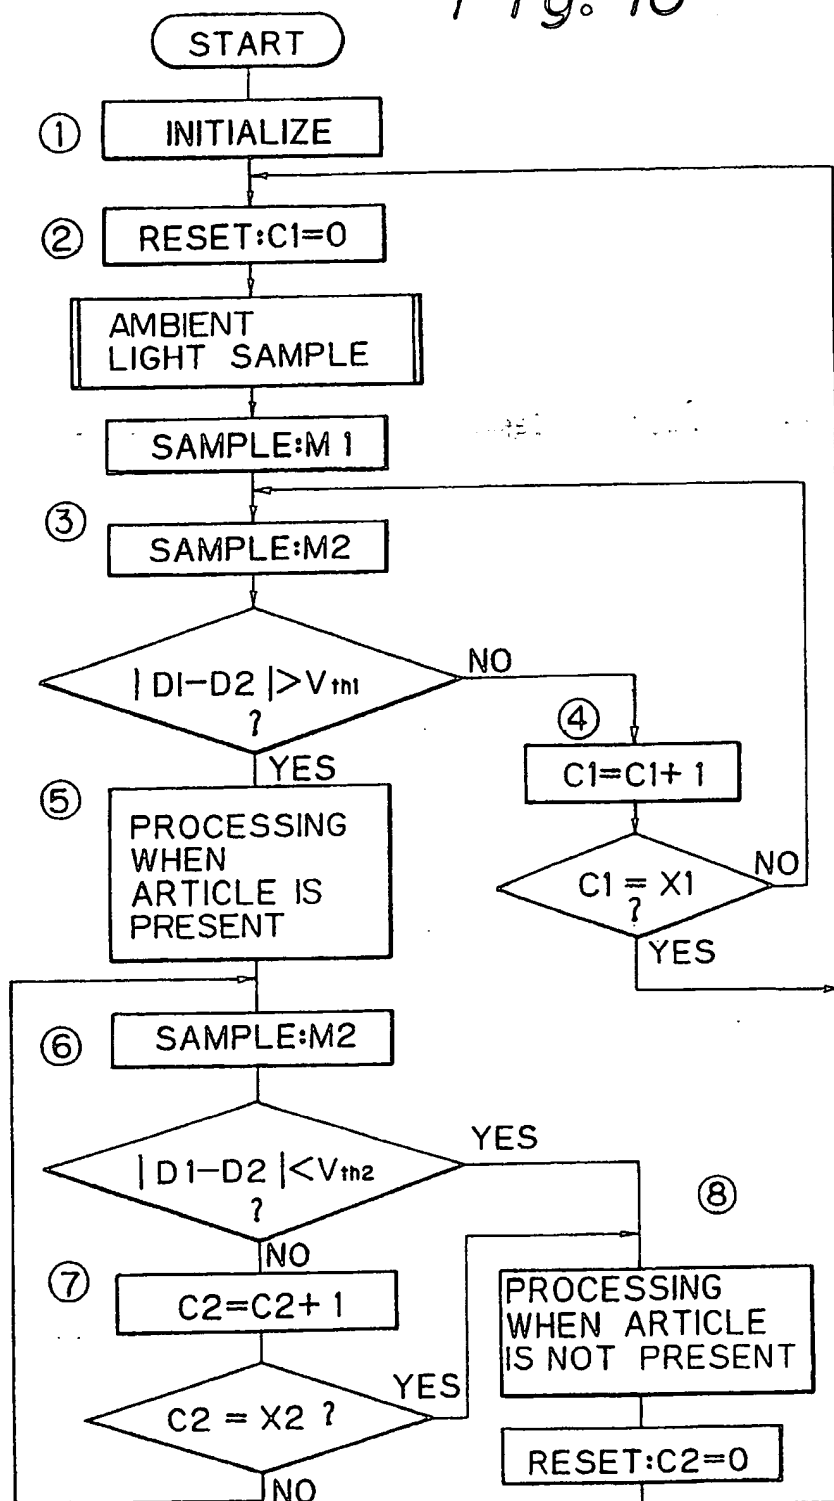 Fig. 10
START
① INITIALIZE
② RESET:C1=0
AMBIENT
LIGHT SAMPLE
SAMPLE:M1
③
SAMPLE:M2
|D1-D2|>Vth1
?
NO
YES
④
C1=C1+1
C1=X1
?
NO
YES
⑤
PROCESSING
WHEN
ARTICLE IS
PRESENT
⑥ SAMPLE:M2
|D1-D2|<Vth2
?
YES
NO
⑦ C2=C2+1
C2=X2 ?
YES
NO
⑧
PROCESSING
WHEN ARTICLE
IS NOT PRESENT
RESET:C2=0